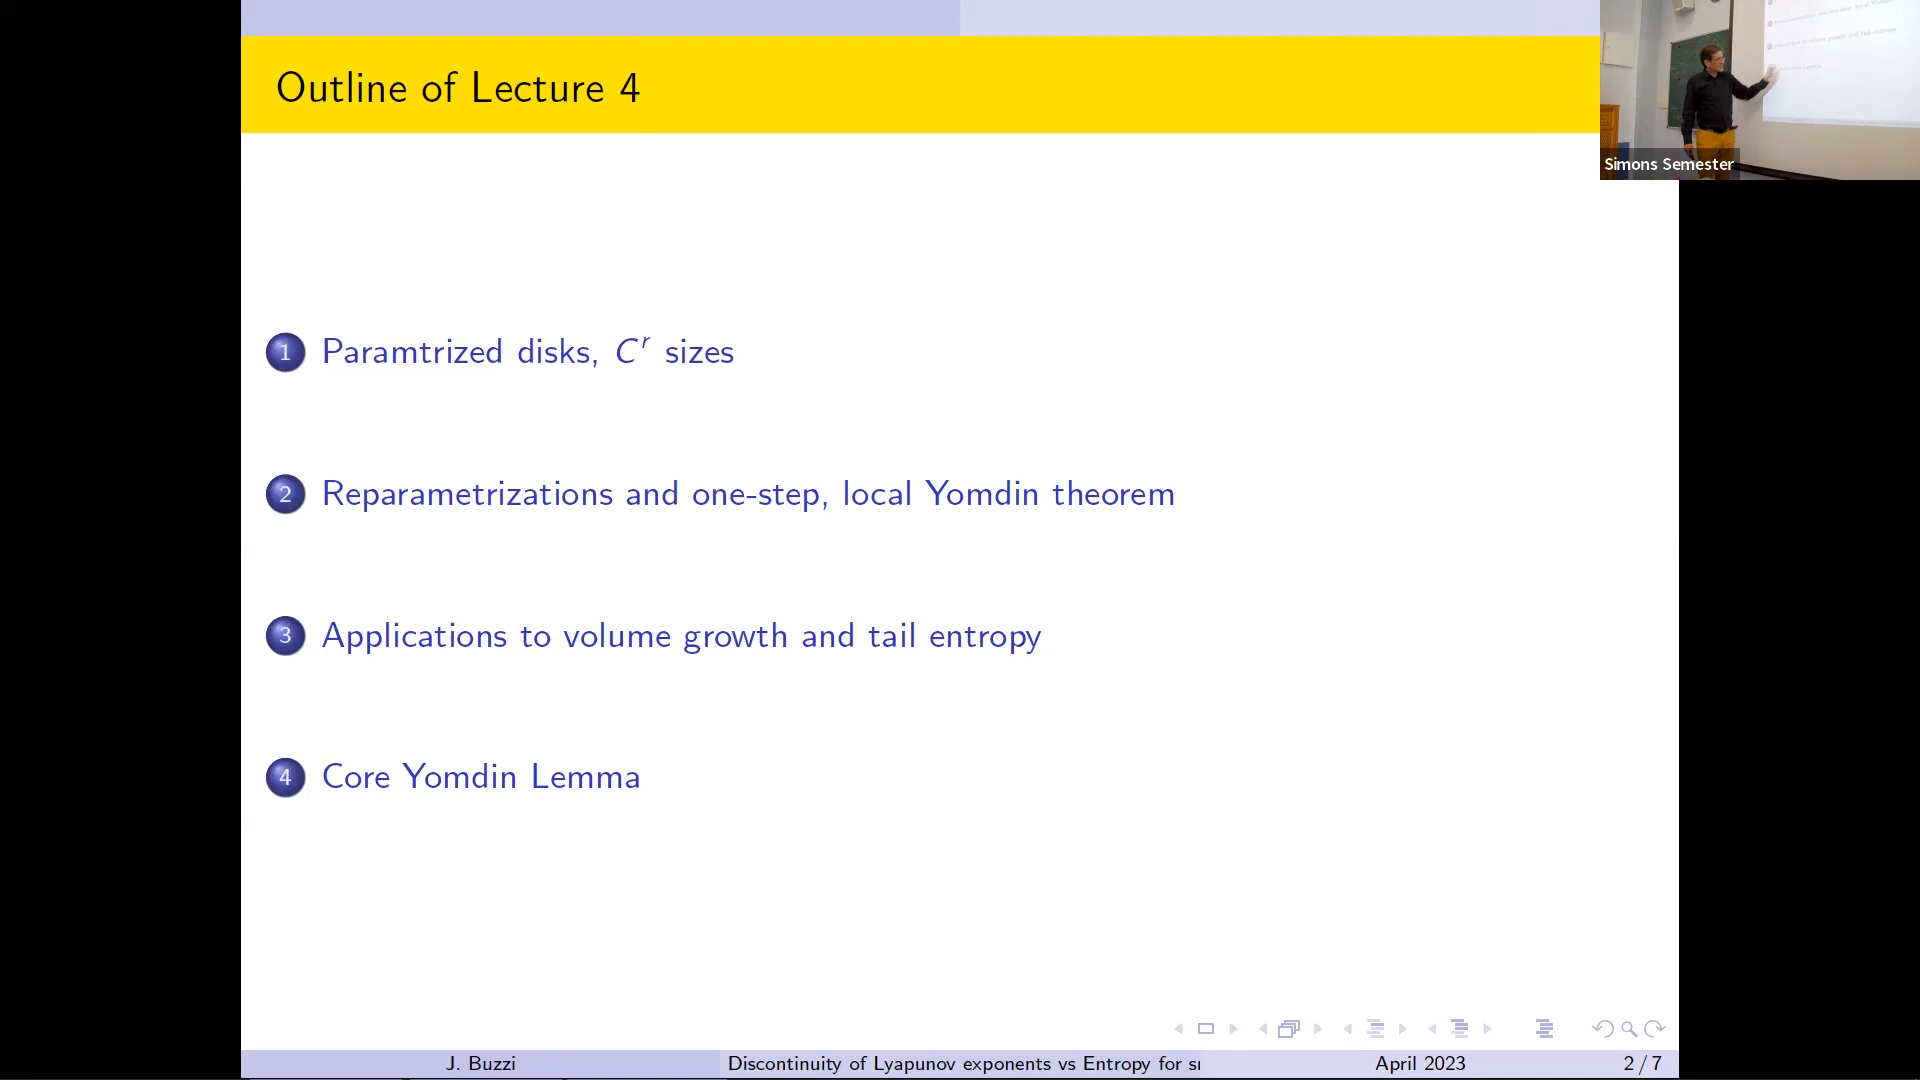 Outline of Lecture 4
Simons Semester
1 Paramtrized disks, C^r sizes
2 Reparametrizations and one-step, local Yomdin theorem
3 Applications to volume growth and tail entropy
4 Core Yomdin Lemma
J. Buzzi Discontinuity of Lyapunov exponents vs Entropy for April 2023 2 / 7